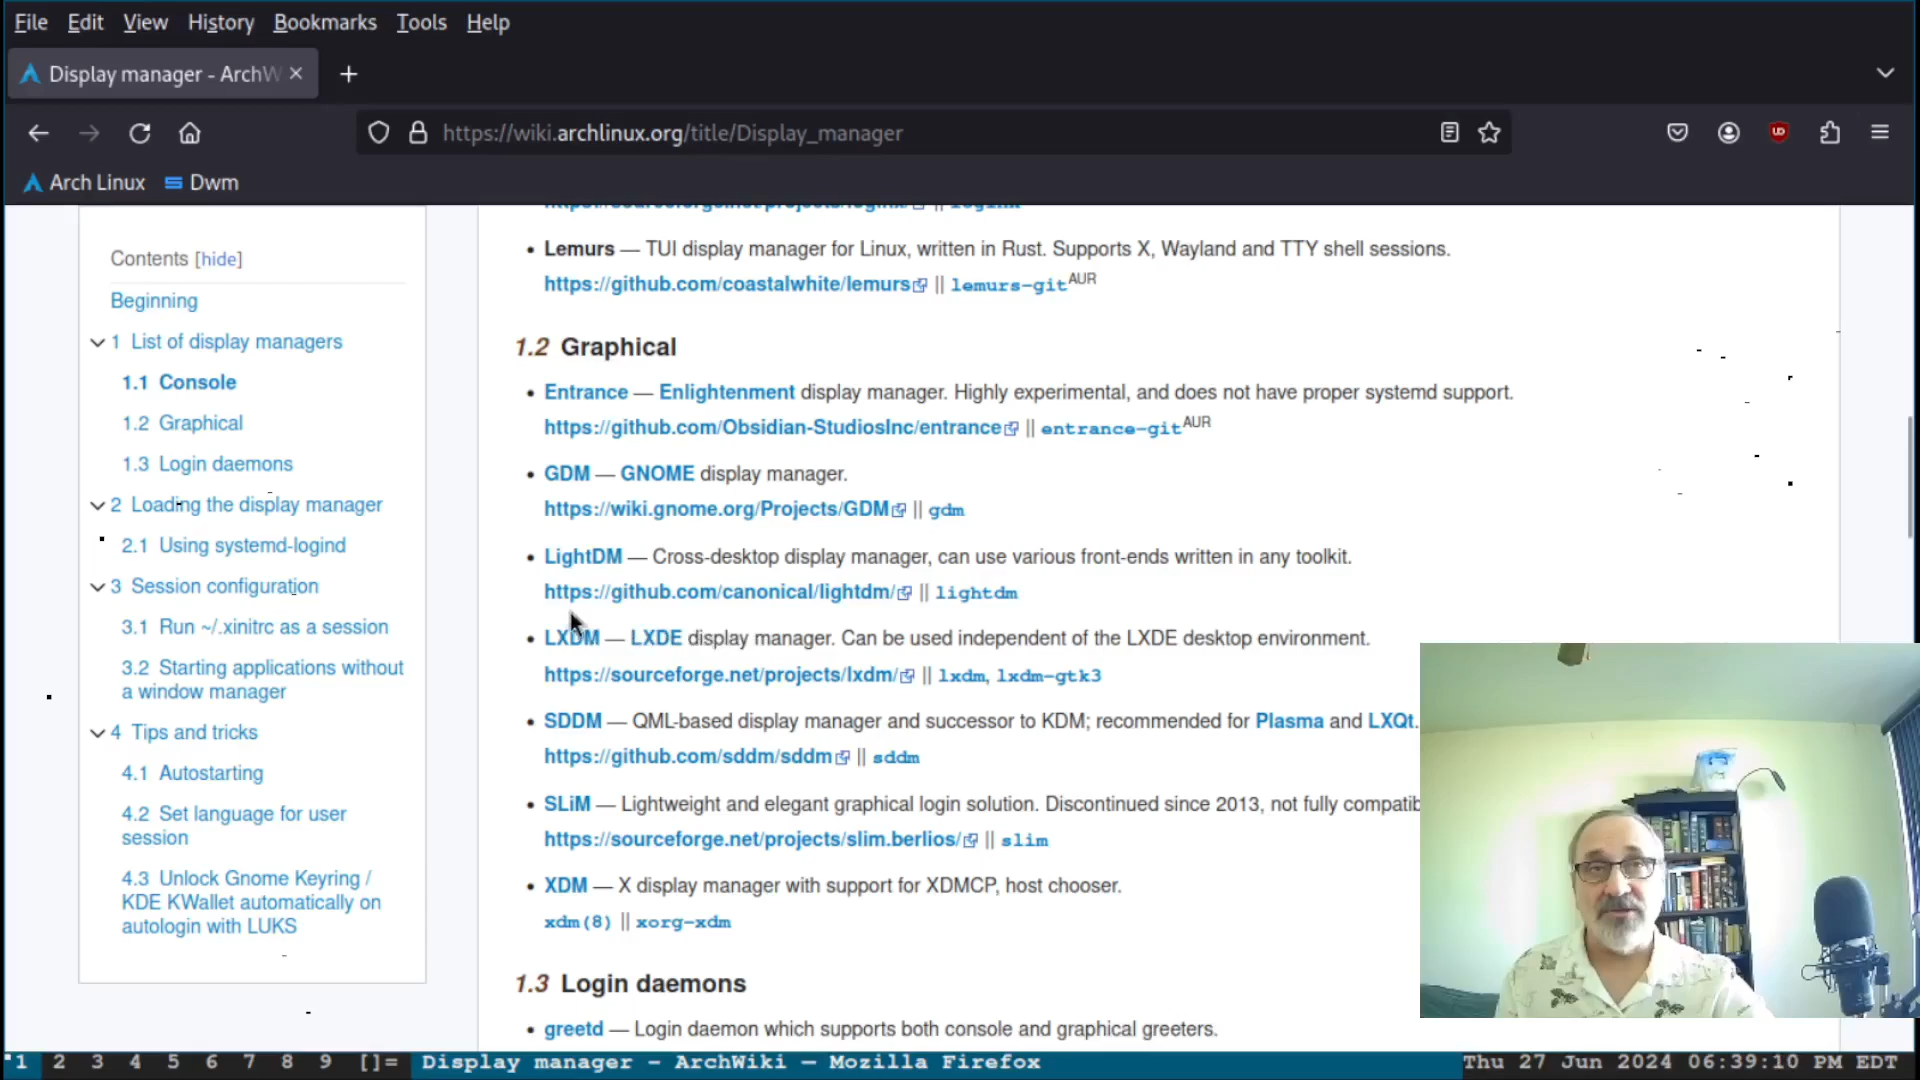 File Edit View History Bookmarks Tools Help
Display manager - ArchW
https://wiki.archlinux.org/title/Display_manager
Arch Linux Dwm
Contents [hide]
Beginning
1 List of display managers
1.1 Console
1.2 Graphical
1.3 Login daemons
2 Loading the display manager
2.1 Using systemd-logind
3 Session configuration
3.1 Run ~/.xinitrc as a session
3.2 Starting applications without
a window manager
4 Tips and tricks
4.1 Autostarting
4.2 Set language for user
session
4.3 Unlock Gnome Keyring /
KDE KWallet automatically on
autologin with LUKS
• Lemurs — TUI display manager for Linux, written in Rust. Supports X, Wayland and TTY shell sessions.
https://github.com/coastalwhite/lemurs || lemurs-git AUR
1.2 Graphical
• Entrance — Enlightenment display manager. Highly experimental, and does not have proper systemd support.
https://github.com/Obsidian-StudiosInc/entrance || entrance-git AUR
• GDM — GNOME display manager.
https://wiki.gnome.org/Projects/GDM || gdm
• LightDM — Cross-desktop display manager, can use various front-ends written in any toolkit.
https://github.com/canonical/lightdm/ || lightdm
• LXDM — LXDE display manager. Can be used independent of the LXDE desktop environment.
https://sourceforge.net/projects/lxdm/ || lxdm, lxdm-gtk3
• SDDM — QML-based display manager and successor to KDM; recommended for Plasma and LXQt.
https://github.com/sddm/sddm || sddm
• SLiM — Lightweight and elegant graphical login solution. Discontinued since 2013, not fully compatib
https://sourceforge.net/projects/slim.berlios/ || slim
• XDM — X display manager with support for XDMCP, host chooser.
xdm(8) || xorg-xdm
1.3 Login daemons
• greetd — Login daemon which supports both console and graphical greeters.
1 2 3 4 5 6 7 8 9 []= Display manager — ArchWiki — Mozilla Firefox Thu 27 Jun 2024 06:39:10 PM EDT